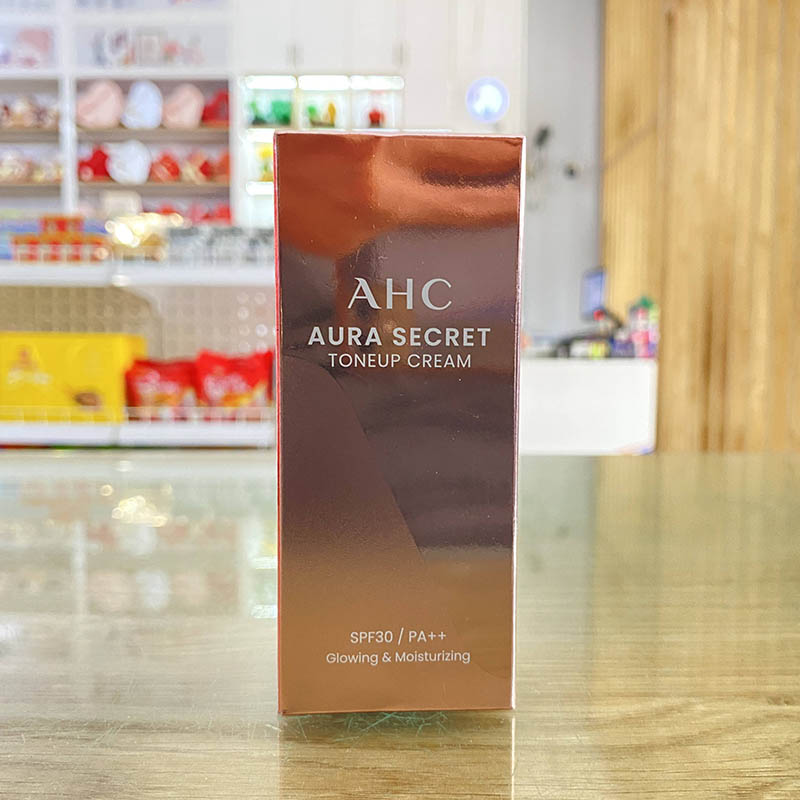 AHC
AURA SECRET
TONEUP CREAM
SPF30 / PA++
Glowing & Moisturizing